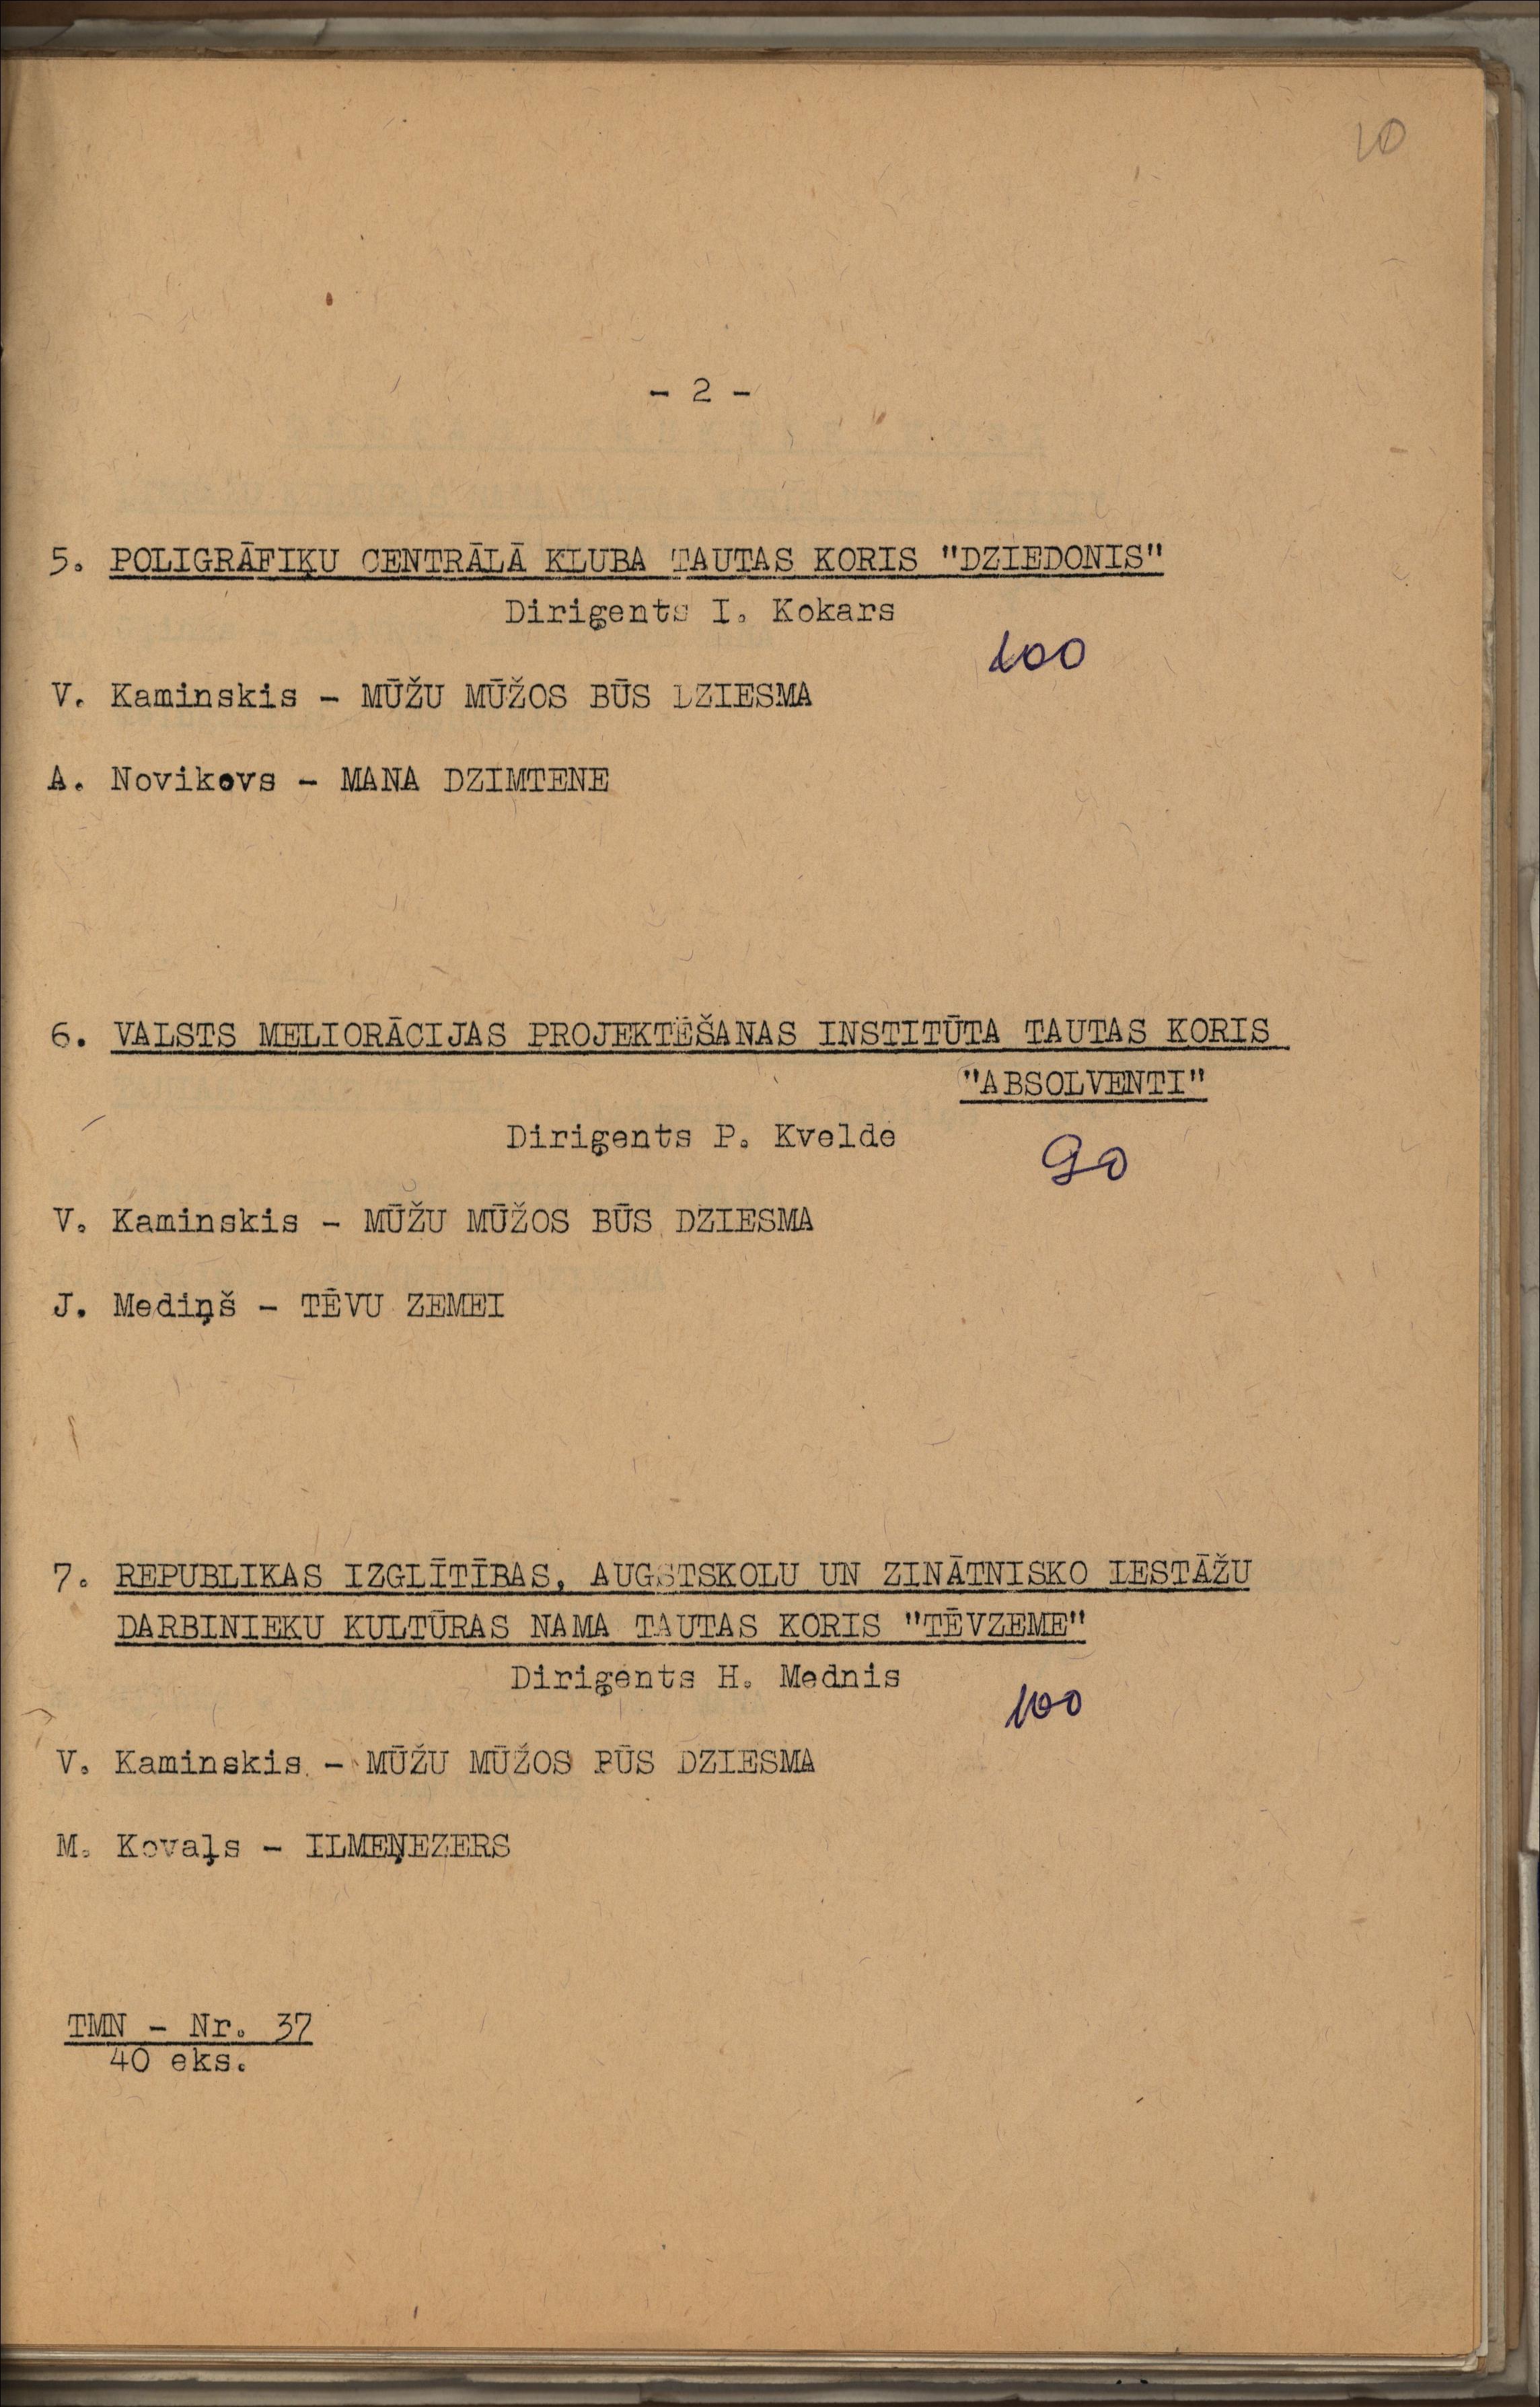 10
- 2 -
5. POLIGRĀFIĶU CENTRĀLĀ KLUBA TAUTAS KORIS "DZIEDONIS"
Diriģents I. Kokars
100
V. Kaminskis - MŪŽU MŪŽOS BŪS DZIESMA
A. Novikovs - MANA DZIMTENE
6. VALSTS MELIORĀCIJAS PROJEKTĒŠANAS INSTITŪTA TAUTAS KORIS
"ABSOLVENTI"
Diriģents P. Kvelde
90
V. Kaminskis - MŪŽU MŪŽOS BŪS DZIESMA
J. Mediņš - TĒVU ZEMEI
7. REPUBLIKAS IZGLĪTĪBAS, AUGSTSKOLU UN ZINĀTNISKO IESTĀŽU
DARBINIEKU KULTŪRAS NAMA TAUTAS KORIS "TĒVZEME"
Diriģents H. Mednis
100
V. Kaminskis - MŪŽU MŪŽOS BŪS DZIESMA
M. Kovaļs - ILMEŅEZERS
TMN - Nr. 37
40 eks.